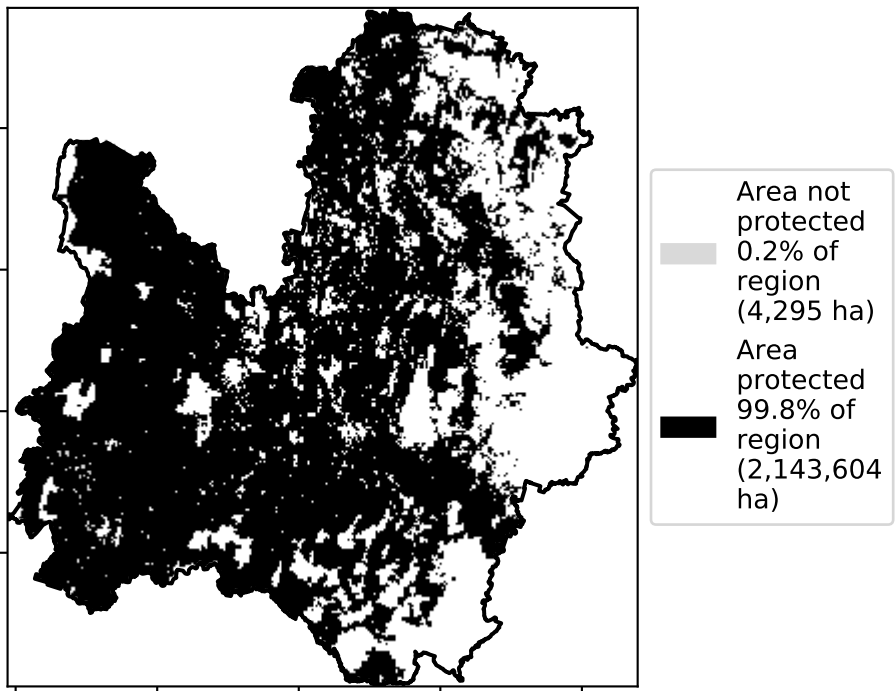 Area not
protected
0.2% of
region
(4,295 ha)
Area
protected
99.8% of
region
(2,143,604
ha)